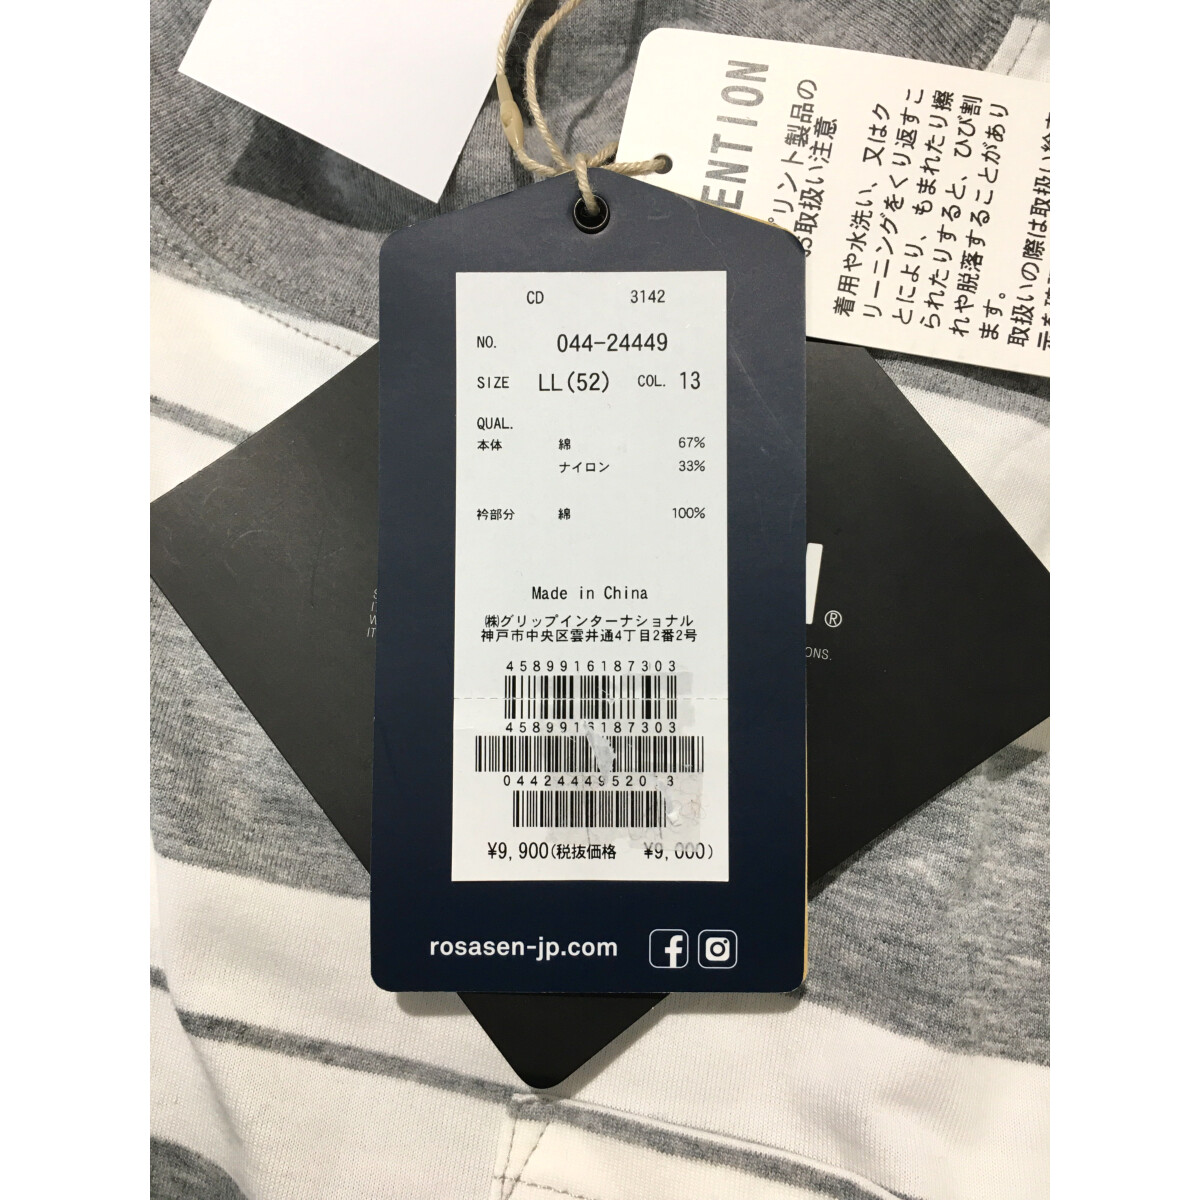 CD 3142
NO. 044-24449
SIZE LL(52) COL. 13
QUAL.
本体 綿 67%
ナイロン 33%
衿部分 綿 100%
Made in China
㈱グリップインターナショナル
神戸市中央区雲井通4丁目2番2号
4589916187303
4589916187303
¥9,900(税抜価格 ¥9,000)
rosasen-jp.com
ENTION
プリント製品の
お取扱い注意
着用や水洗い、又はク
リーニングをくり返すこ
とにより、もまれたり擦
られたりすると、ひび割
れや脱落することがあり
ます。
取扱いの際は取扱い絵表
®
ONS.